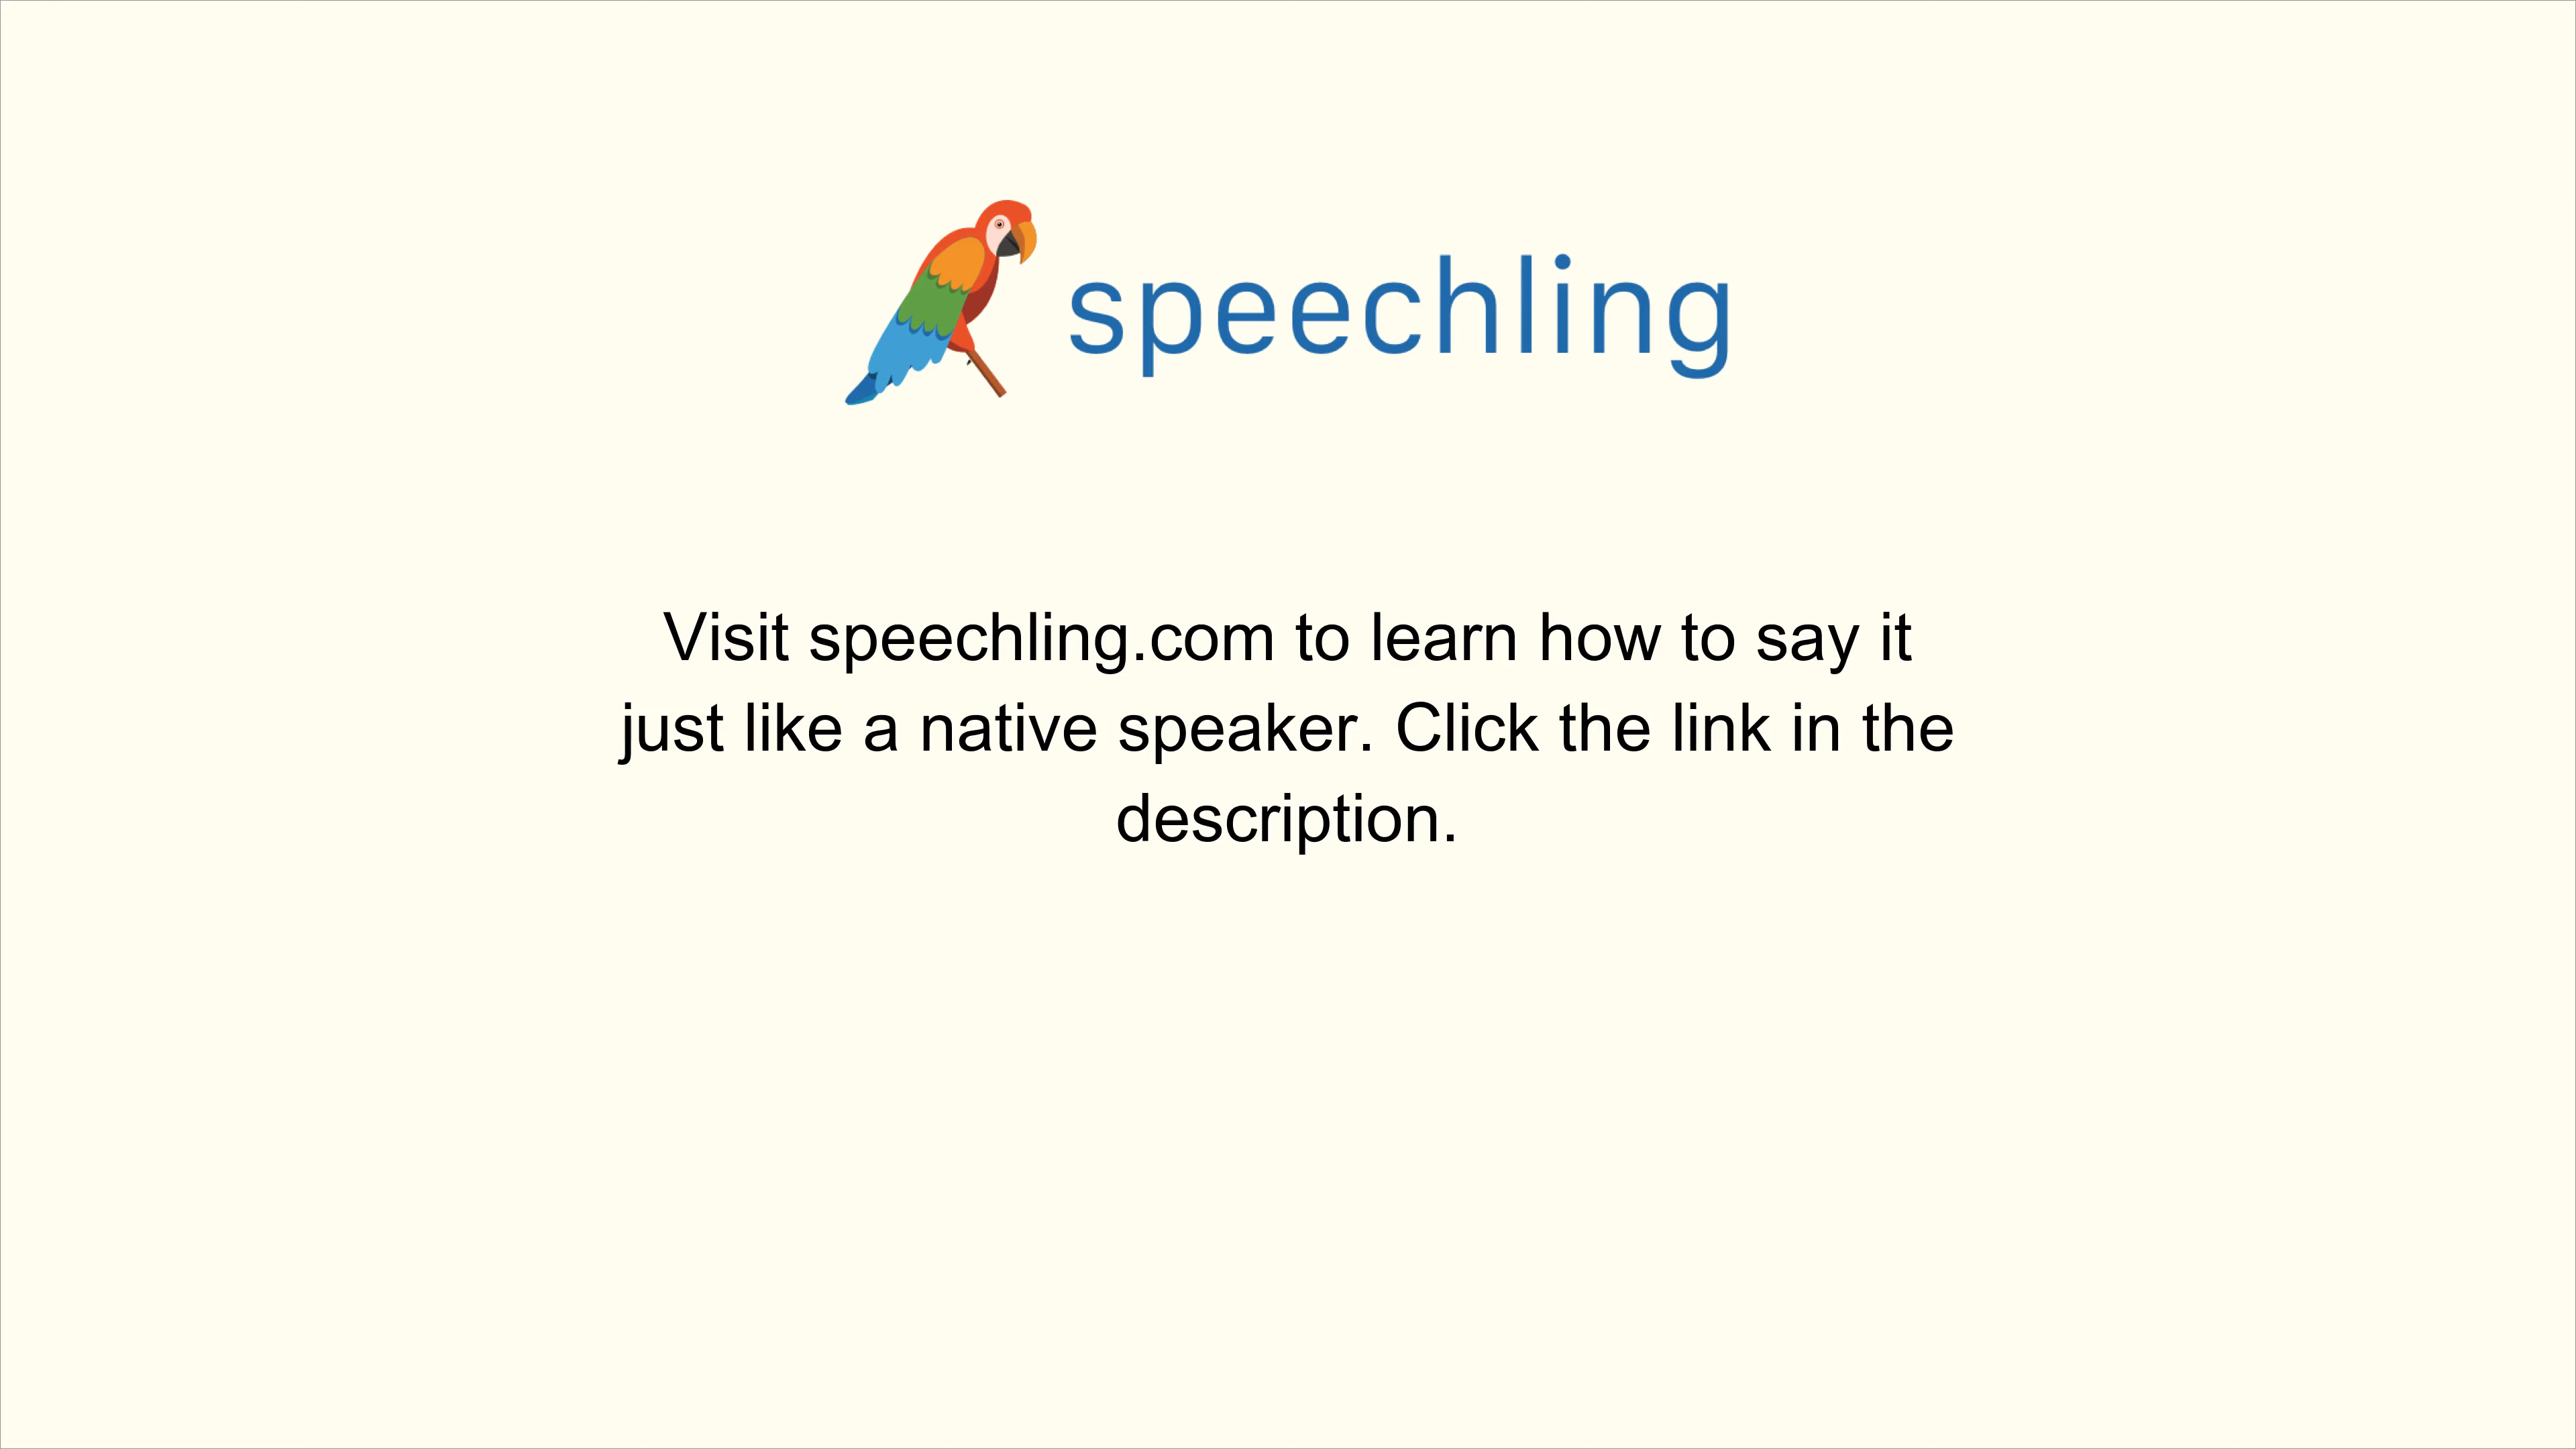 speechling
Visit speechling.com to learn how to say it
just like a native speaker. Click the link in the
description.